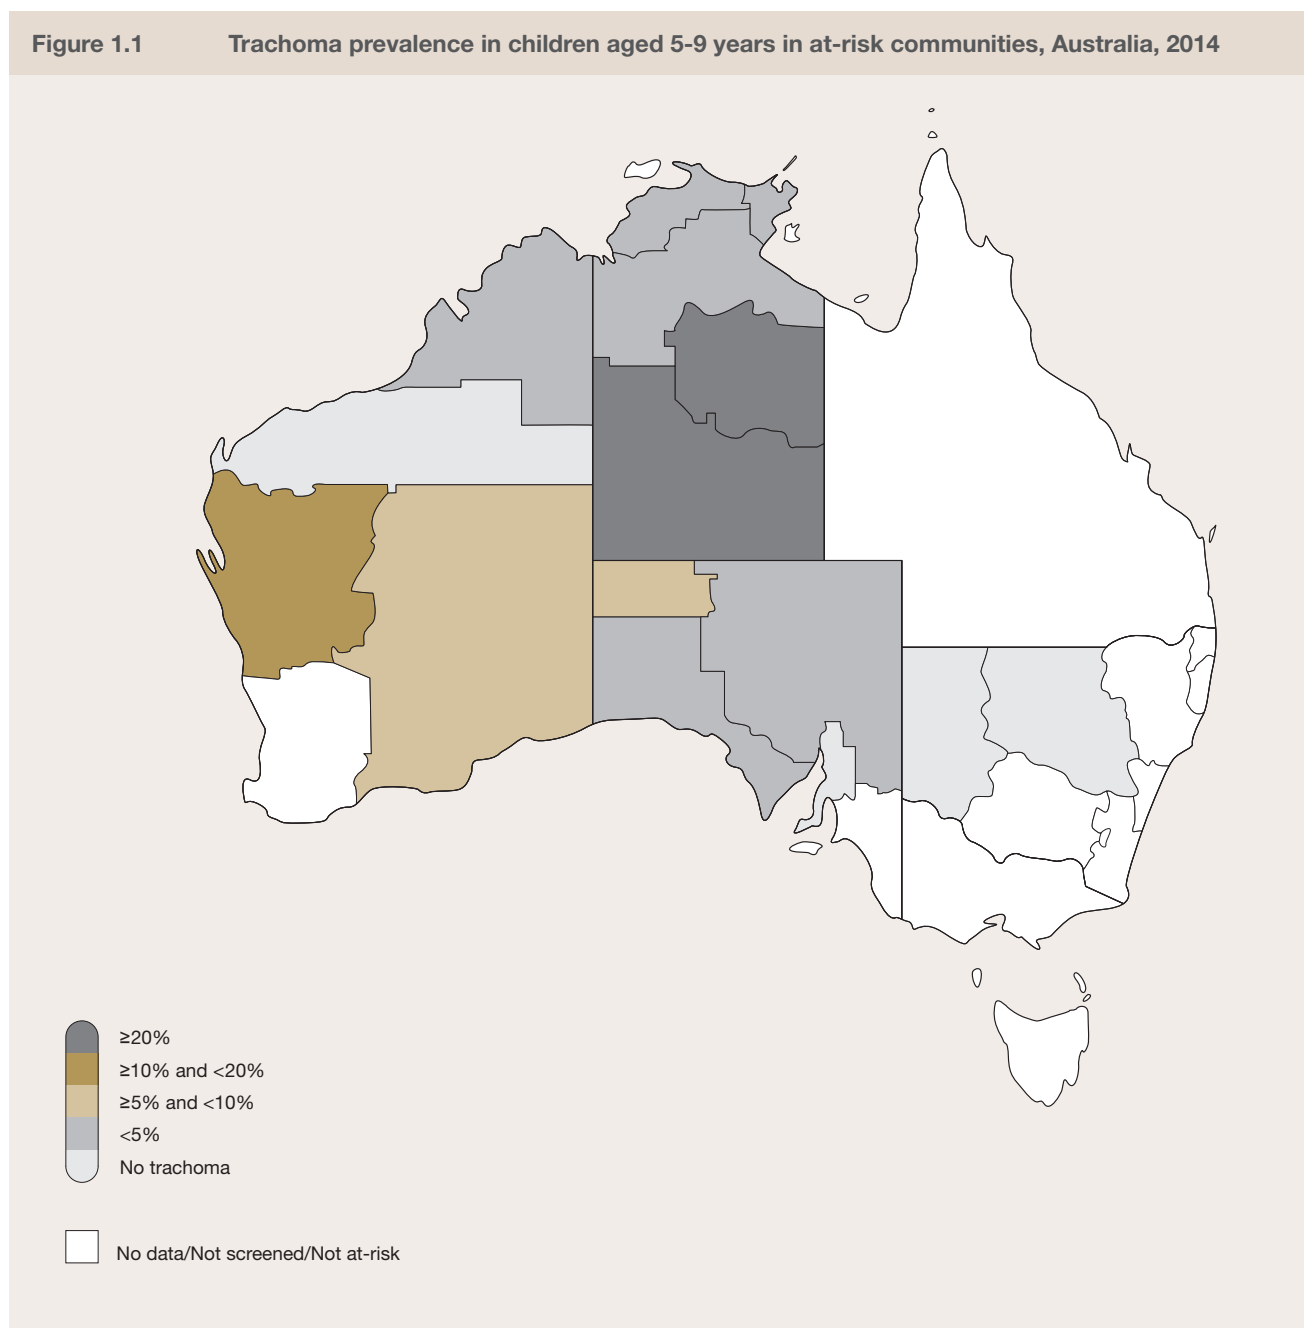 Figure 1.1 Trachoma prevalence in children aged 5-9 years in at-risk communities, Australia, 2014
≥20%
≥10% and <20%
≥5% and <10%
<5%
No trachoma
No data/Not screened/Not at-risk